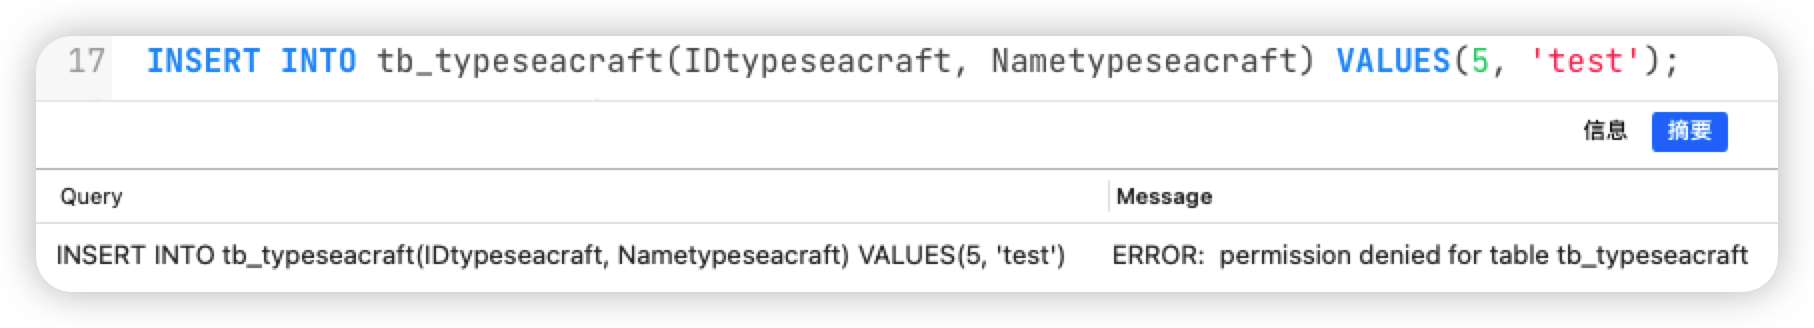 17 INSERT INTO tb_typeseacraft(IDtypeseacraft, Nametypeseacraft) VALUES(5, 'test');
信息 摘要
Query Message
INSERT INTO tb_typeseacraft(IDtypeseacraft, Nametypeseacraft) VALUES(5, 'test') ERROR: permission denied for table tb_typeseacraft